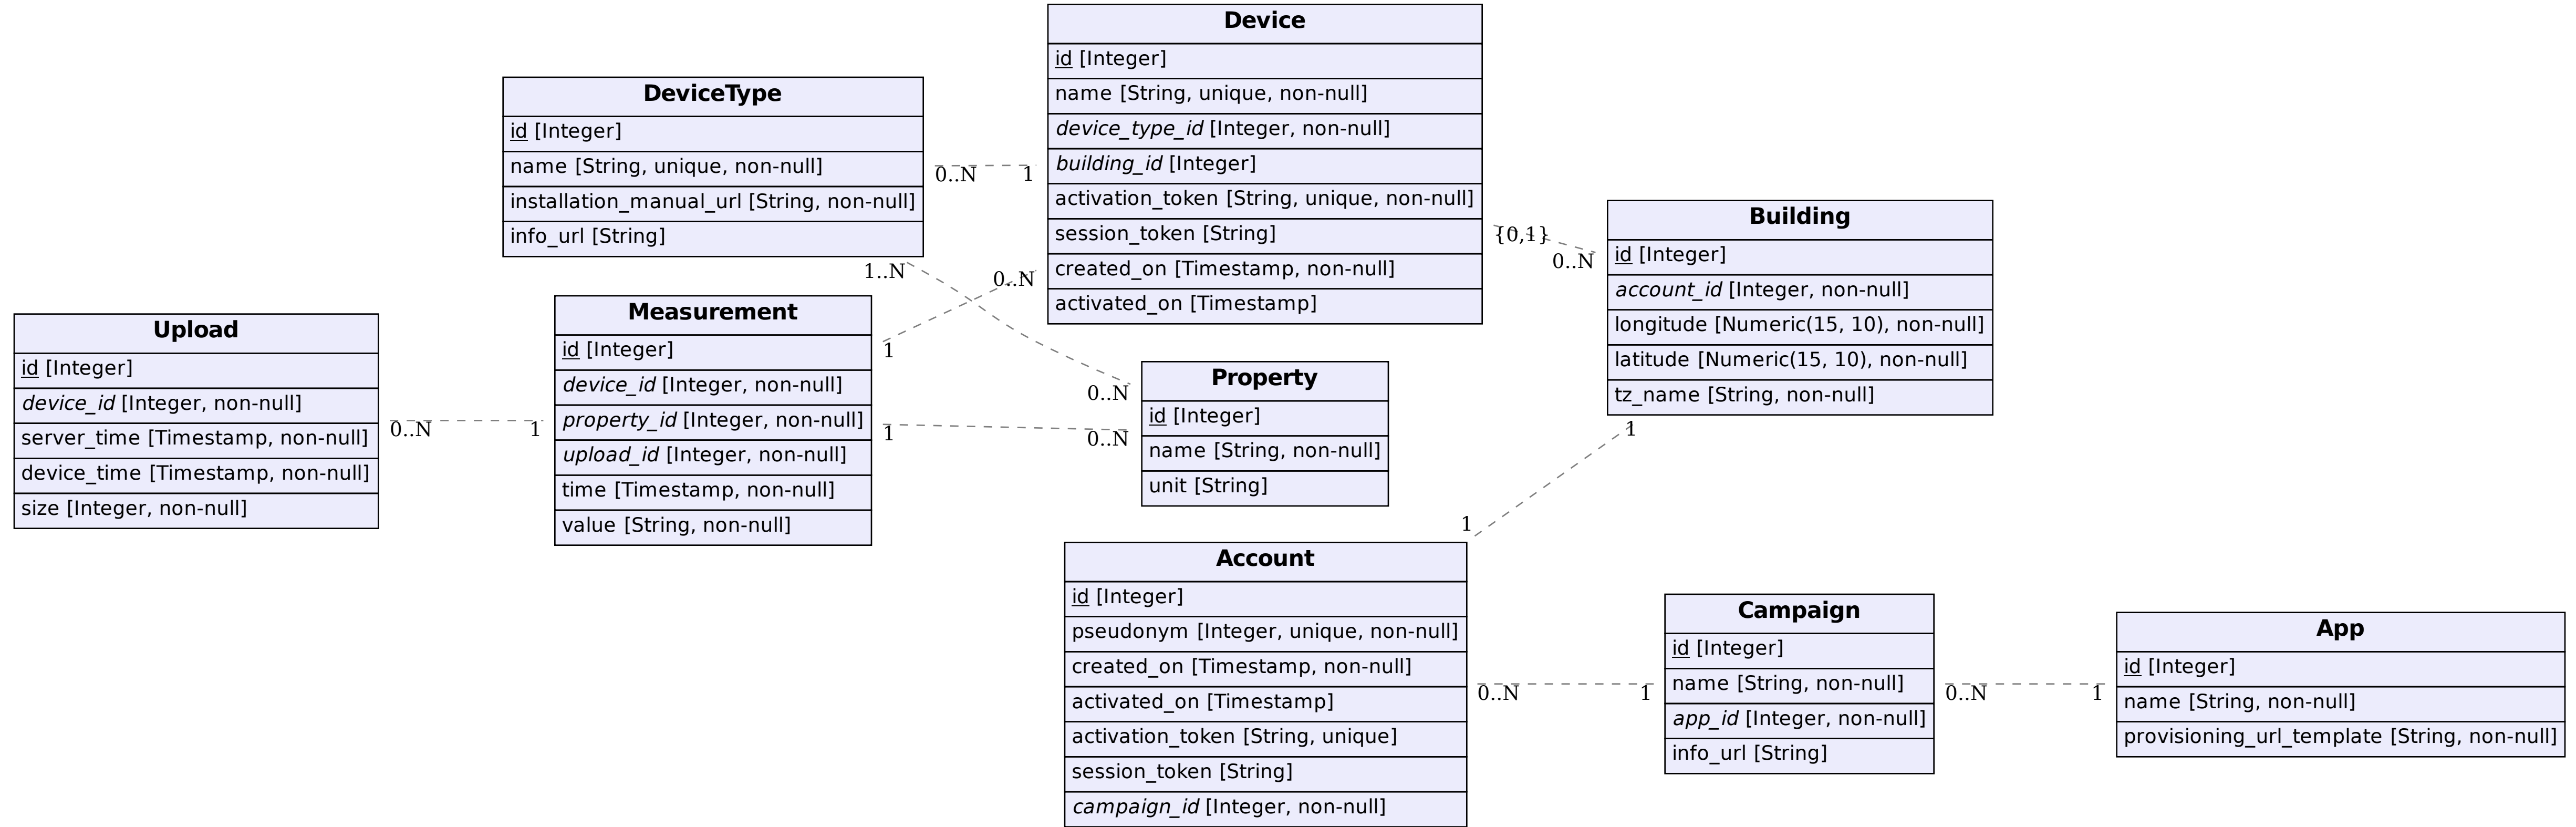 Device
id [Integer]
name [String, unique, non-null]
device_type_id [Integer, non-null]
building_id [Integer]
activation_token [String, unique, non-null]
session_token [String]
created_on [Timestamp, non-null]
activated_on [Timestamp]
DeviceType
id [Integer]
name [String, unique, non-null]
installation_manual_url [String, non-null]
info_url [String]
0..N
1
{0,1}
0..N
Building
id [Integer]
account_id [Integer, non-null]
longitude [Numeric(15, 10), non-null]
latitude [Numeric(15, 10), non-null]
tz_name [String, non-null]
1..N
0..N
0..N
1
Upload
id [Integer]
device_id [Integer, non-null]
server_time [Timestamp, non-null]
device_time [Timestamp, non-null]
size [Integer, non-null]
0..N
1
Measurement
id [Integer]
device_id [Integer, non-null]
property_id [Integer, non-null]
upload_id [Integer, non-null]
time [Timestamp, non-null]
value [String, non-null]
1
0..N
Property
id [Integer]
name [String, non-null]
unit [String]
1
1
Account
id [Integer]
pseudonym [Integer, unique, non-null]
created_on [Timestamp, non-null]
activated_on [Timestamp]
activation_token [String, unique]
session_token [String]
campaign_id [Integer, non-null]
0..N
1
Campaign
id [Integer]
name [String, non-null]
app_id [Integer, non-null]
info_url [String]
0..N
1
App
id [Integer]
name [String, non-null]
provisioning_url_template [String, non-null]